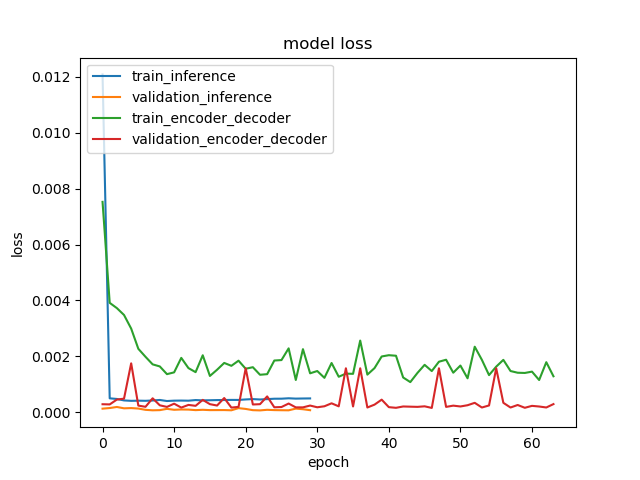 model loss
train_inference
validation_inference
train_encoder_decoder
validation_encoder_decoder
0.012
0.010
0.008
0.006
0.004
0.002
0.000
loss
0 10 20 30 40 50 60
epoch